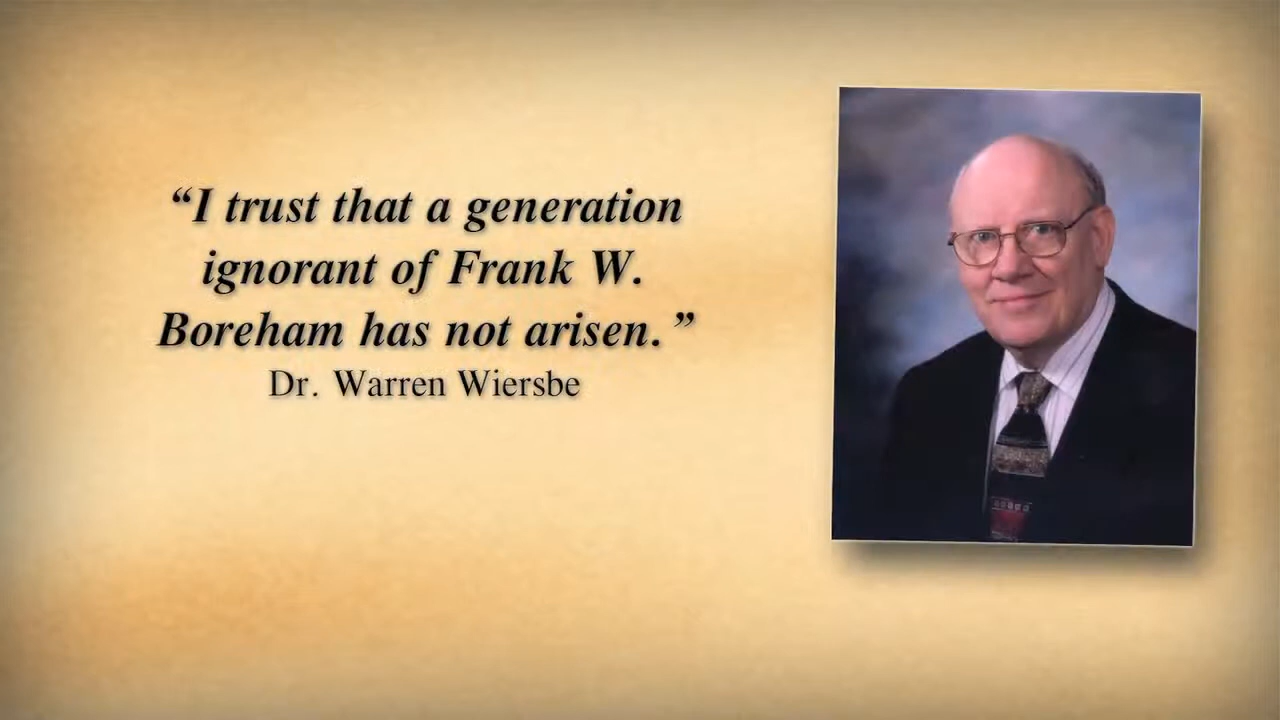 “I trust that a generation
ignorant of Frank W.
Boreham has not arisen.”
Dr. Warren Wiersbe